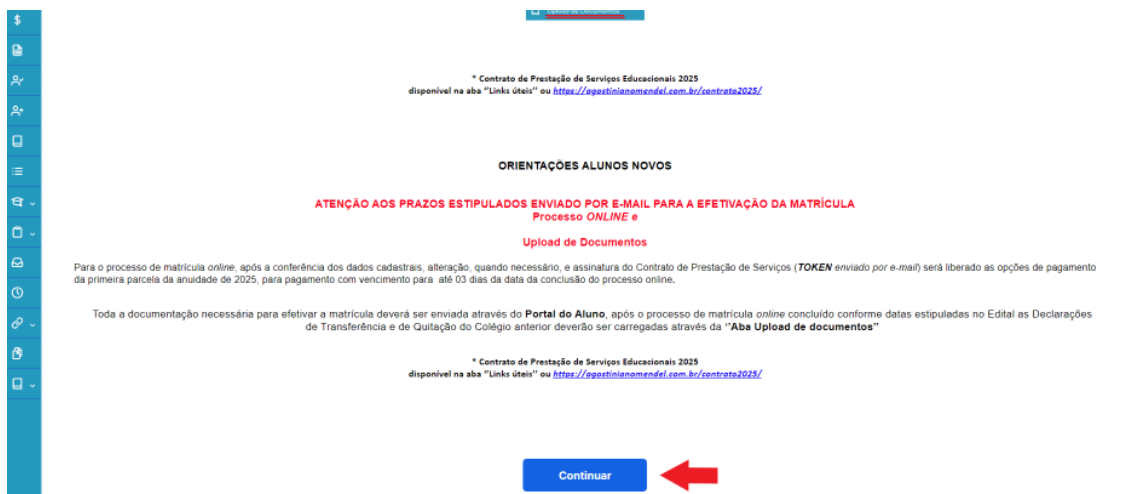 Upload de Documentos
* Contrato de Prestação de Serviços Educacionais 2025
disponível na aba "Links úteis" ou https://agostinianomendel.com.br/contrato2025/
ORIENTAÇÕES ALUNOS NOVOS
ATENÇÃO AOS PRAZOS ESTIPULADOS ENVIADO POR E-MAIL PARA A EFETIVAÇÃO DA MATRÍCULA
Processo ONLINE e
Upload de Documentos
Para o processo de matrícula online, após a conferência dos dados cadastrais, alteração, quando necessário, e assinatura do Contrato de Prestação de Serviços (TOKEN enviado por e-mail) será liberado as opções de pagamento
da primeira parcela da anuidade de 2025, para pagamento com vencimento para  até 03 dias da data da conclusão do processo online.
Toda a documentação necessária para efetivar a matrícula deverá ser enviada através do Portal do Aluno, após o processo de matrícula online concluído conforme datas estipuladas no Edital as Declarações
de Transferência e de Quitação do Colégio anterior deverão ser carregadas através da ''Aba Upload de documentos"
* Contrato de Prestação de Serviços Educacionais 2025
disponível na aba "Links úteis" ou https://agostinianomendel.com.br/contrato2025/
Continuar